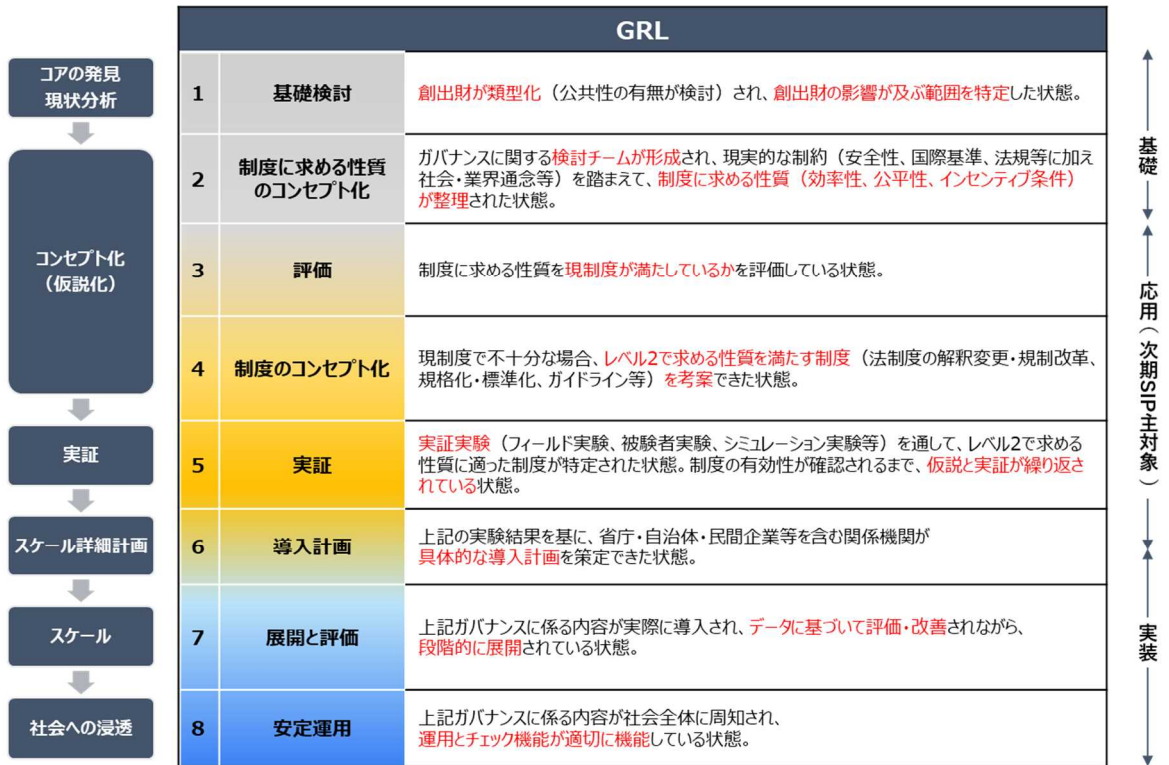 GRL
コアの発見
現状分析
1
基礎検討
創出財が類型化（公共性の有無が検討）され、創出財の影響が及ぶ範囲を特定した状態。
コンセプト化
（仮説化）
2
制度に求める性質
のコンセプト化
ガバナンスに関する検討チームが形成され、現実的な制約（安全性、国際基準、法規等に加え
社会・業界通念等）を踏まえて、制度に求める性質（効率性、公平性、インセンティブ条件）
が整理された状態。
3
評価
制度に求める性質を現制度が満たしているかを評価している状態。
4
制度のコンセプト化
現制度で不十分な場合、レベル2で求める性質を満たす制度（法制度の解釈変更・規制改革、
規格化・標準化、ガイドライン等）を考案できた状態。
実証
5
実証
実証実験（フィールド実験、被験者実験、シミュレーション実験等）を通して、レベル2で求める
性質に適った制度が特定された状態。制度の有効性が確認されるまで、仮説と実証が繰り返さ
れている状態。
スケール詳細計画
6
導入計画
上記の実験結果を基に、省庁・自治体・民間企業等を含む関係機関が
具体的な導入計画を策定できた状態。
スケール
7
展開と評価
上記ガバナンスに係る内容が実際に導入され、データに基づいて評価・改善されながら、
段階的に展開されている状態。
社会への浸透
8
安定運用
上記ガバナンスに係る内容が社会全体に周知され、
運用とチェック機能が適切に機能している状態。
基礎
応用（次期SIP主対象）
実装